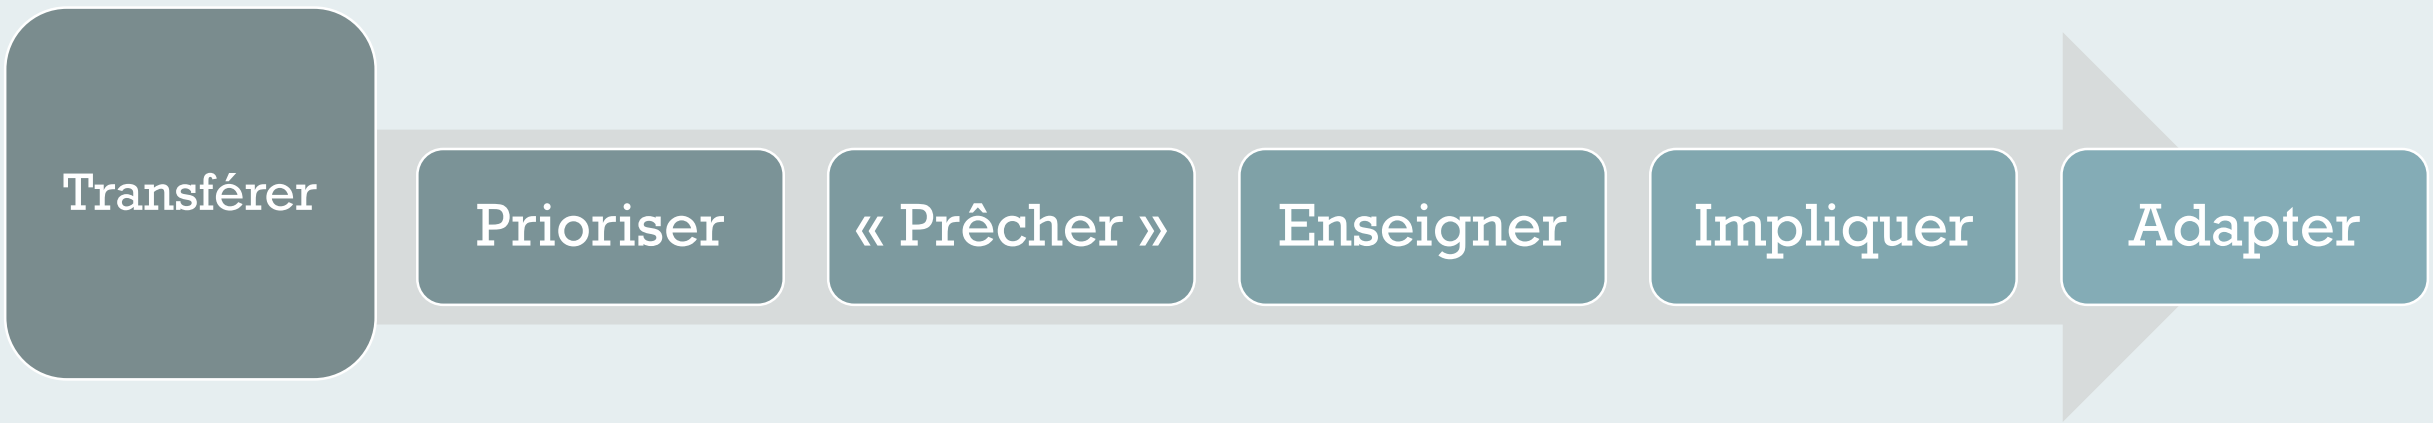 Transférer
Prioriser
« Prêcher »
Enseigner
Impliquer
Adapter